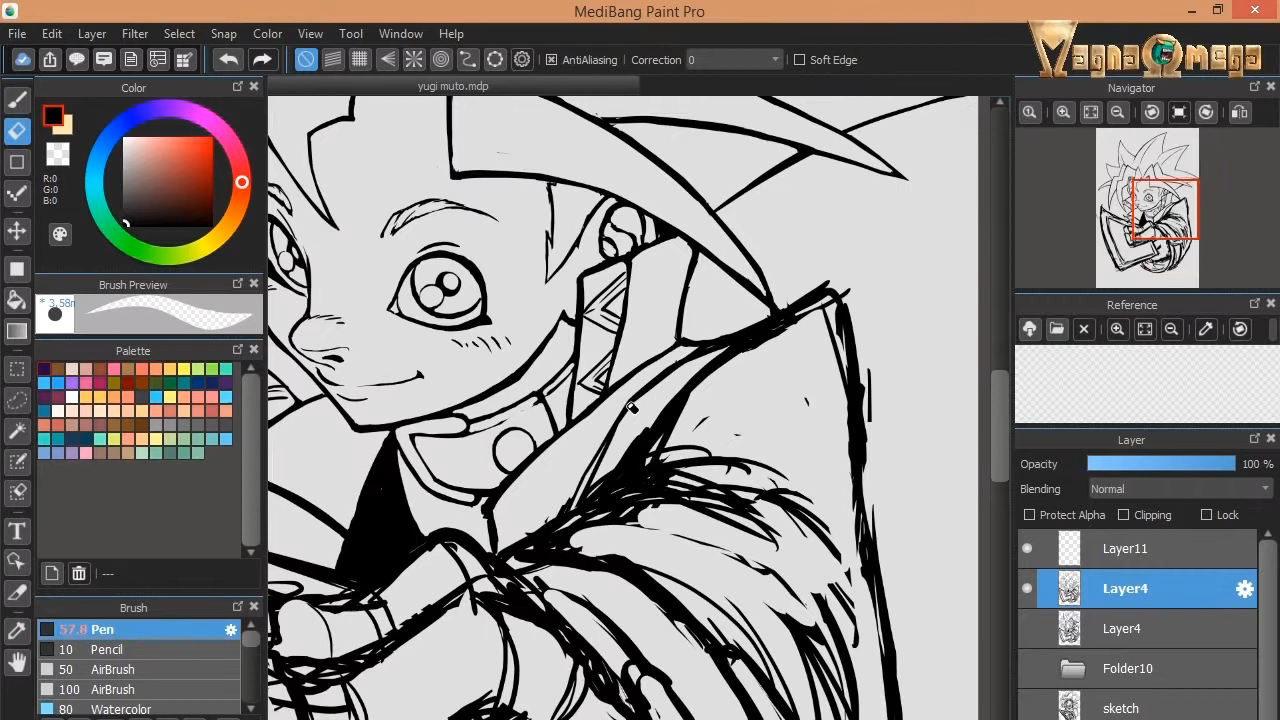 MediBang Paint Pro
File Edit Layer Filter Select Snap Color View Tool Window Help
MagnaOmega
AntiAliasing Correction 0 Soft Edge
Color
yugi muto.mdp
Navigator
R:0
G:0
B:0
Brush Preview
* 3.58m
Reference
Palette
Layer
Opacity 100 %
Blending Normal
Protect Alpha Clipping Lock
Layer11
Layer4
---
Brush
Layer4
57.8 Pen
10 Pencil
Folder10
50 AirBrush
100 AirBrush
80 Watercolor
sketch